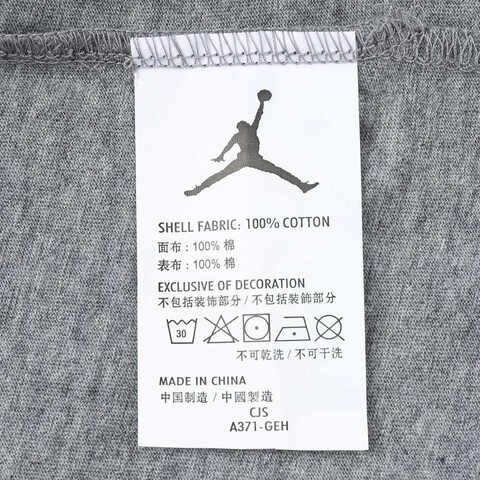 SHELL FABRIC: 100% COTTON
面布 : 100% 棉
表布 : 100% 棉
EXCLUSIVE OF DECORATION
不包括装饰部分 / 不包括裝飾部分
30
不可乾洗 / 不可干洗
MADE IN CHINA
中国制造 / 中國製造
CJS
A371-GEH